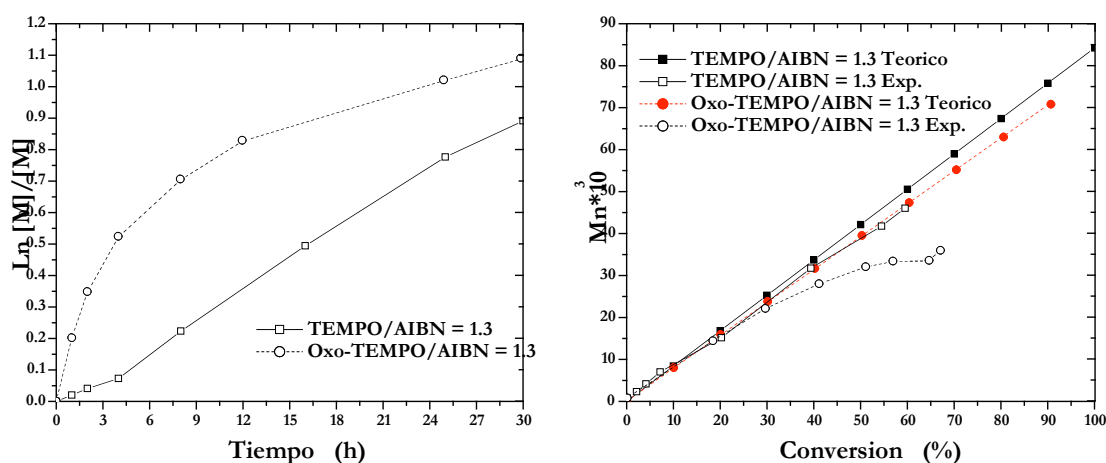 1.2
1.1
1.0
0.9
0.8
0.7
0.6
0.5
0.4
0.3
0.2
0.1
0.0
Ln [M]/[M]
0 3 6 9 12 15 18 21 24 27 30
Tiempo (h)
TEMPO/AIBN = 1.3
Oxo-TEMPO/AIBN = 1.3
90
80
70
60
50
40
30
20
10
0
Mn*10 3
0 10 20 30 40 50 60 70 80 90 100
Conversion (%)
TEMPO/AIBN = 1.3 Teorico
TEMPO/AIBN = 1.3 Exp.
Oxo-TEMPO/AIBN = 1.3 Teorico
Oxo-TEMPO/AIBN = 1.3 Exp.